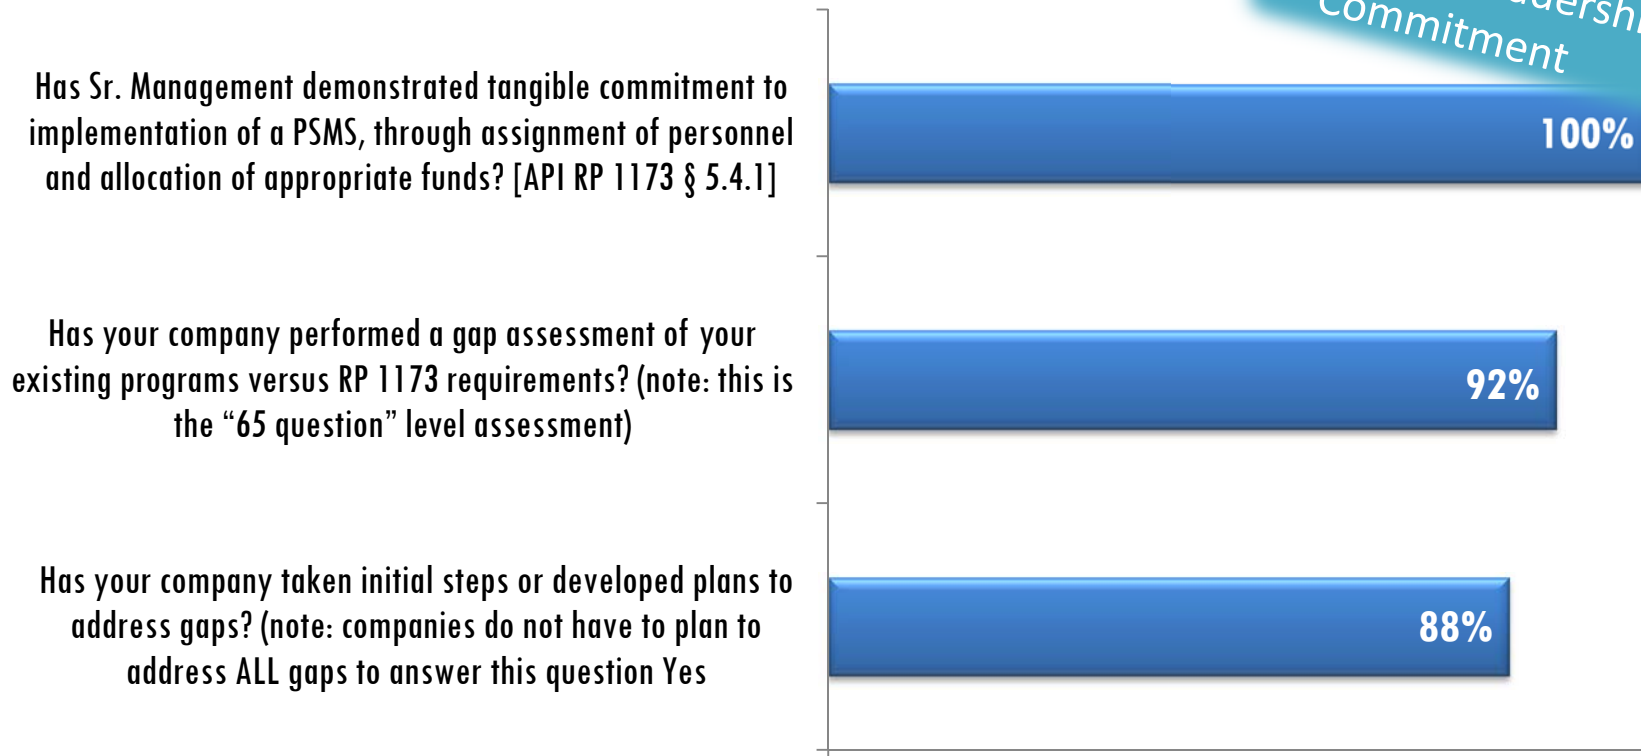 Commitment
Has Sr. Management demonstrated tangible commitment to
implementation of a PSMS, through assignment of personnel
and allocation of appropriate funds? [API RP 1173 § 5.4.1]
100%
Has your company performed a gap assessment of your
existing programs versus RP 1173 requirements? (note: this is
the “65 question” level assessment)
92%
Has your company taken initial steps or developed plans to
address gaps? (note: companies do not have to plan to
address ALL gaps to answer this question Yes
88%